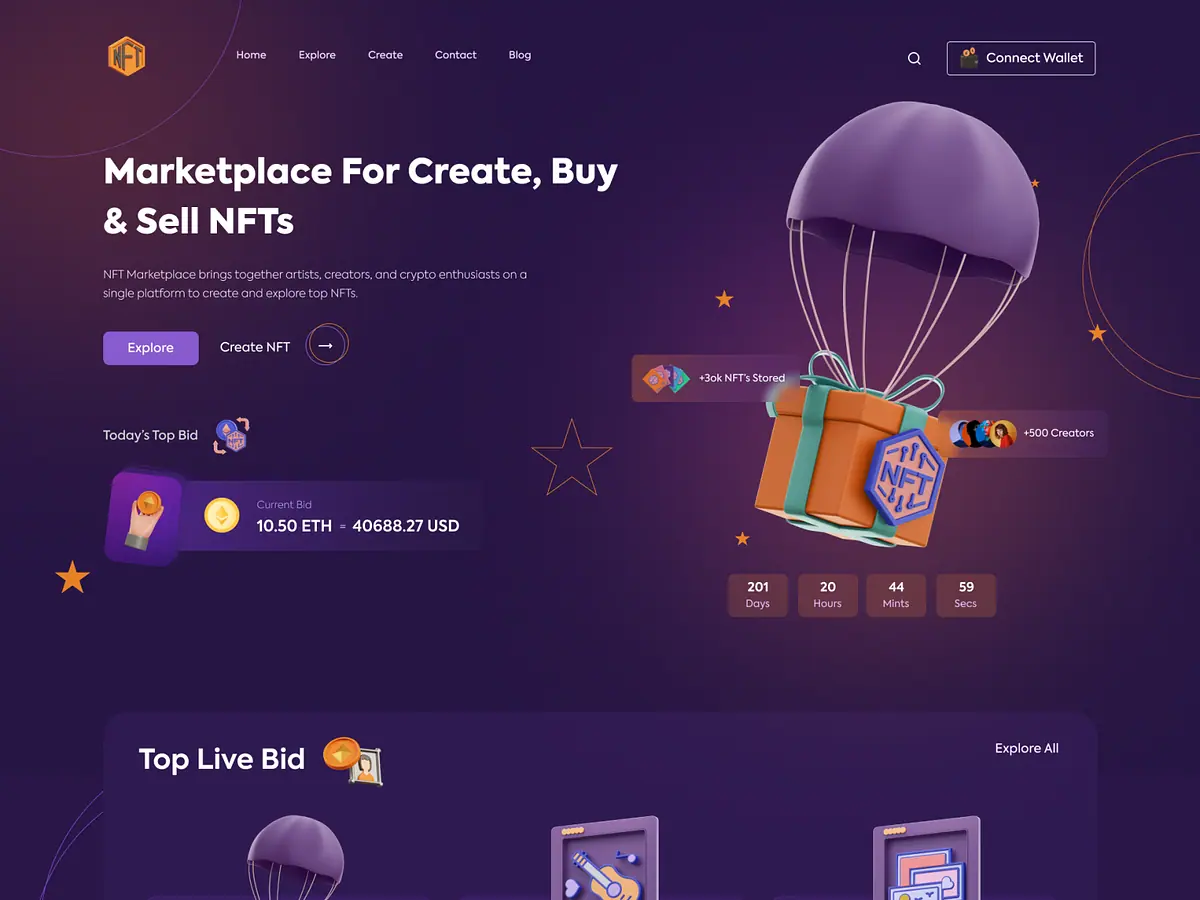 NFT
Home
Explore
Create
Contact
Blog
Connect Wallet
Marketplace For Create, Buy
& Sell NFTs
NFT Marketplace brings together artists, creators, and crypto enthusiasts on a
single platform to create and explore top NFTs.
Explore
Create NFT
→
+3ok NFT's Stored
+500 Creators
NFT
Today's Top Bid
NFT
Current Bid
10.50 ETH = 40688.27 USD
201
Days
20
Hours
44
Mints
59
Secs
Top Live Bid
Explore All